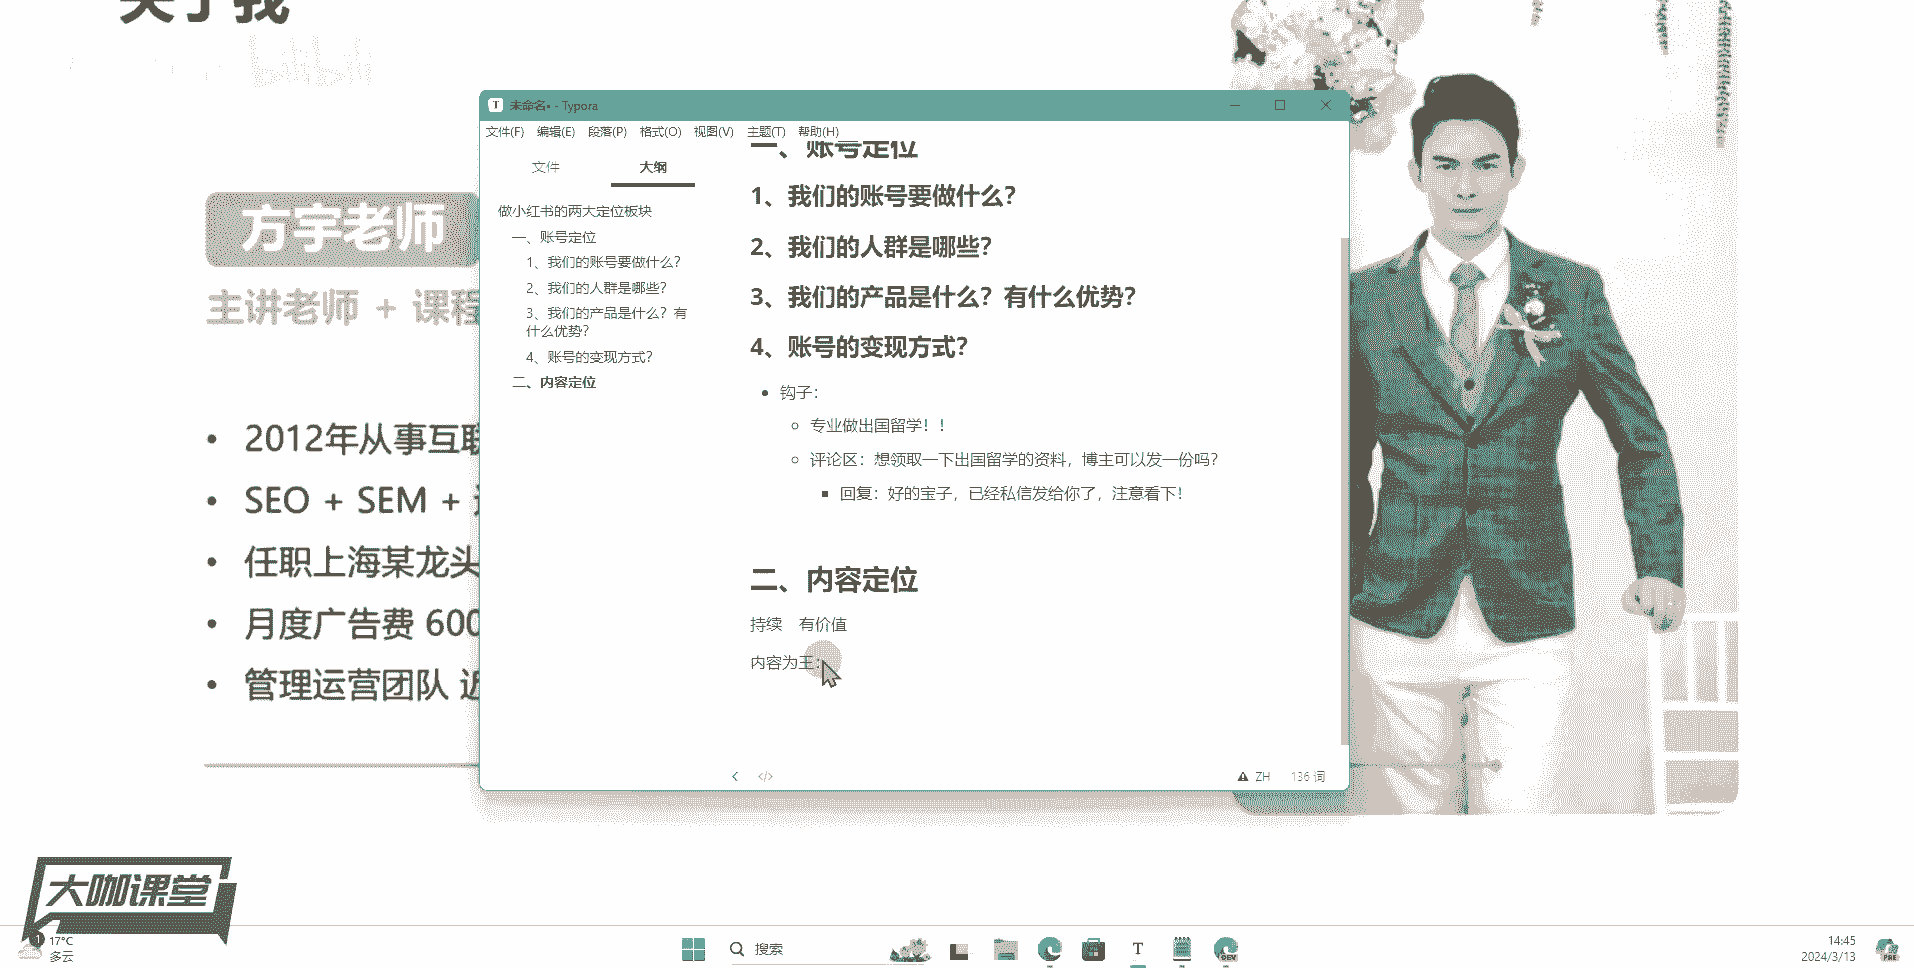 关于我
bilibili
方宇老师
主讲老师 + 课程
2012年从事互联
SEO + SEM +
任职上海某龙头
月度广告费 600
管理运营团队 近
T 未命名• - Typora
文件(F) 编辑(E) 段落(P) 格式(O) 视图(V) 主题(T) 帮助(H)
文件 大纲
做小红书的两大定位板块
一、账号定位
1、我们的账号要做什么？
2、我们的人群是哪些？
3、我们的产品是什么？有
什么优势？
4、账号的变现方式？
二、内容定位
一、账号定位
1、我们的账号要做什么？
2、我们的人群是哪些？
3、我们的产品是什么？有什么优势？
4、账号的变现方式？
钩子：
专业做出国留学！！
评论区：想领取一下出国留学的资料，博主可以发一份吗？
回复：好的宝子，已经私信发给你了，注意看下！
二、内容定位
持续 有价值
内容为王：
</> ZH 136 词
大咖课堂
1 17°C
多云
搜索
T
DEV
14:45
2024/3/13
PRE